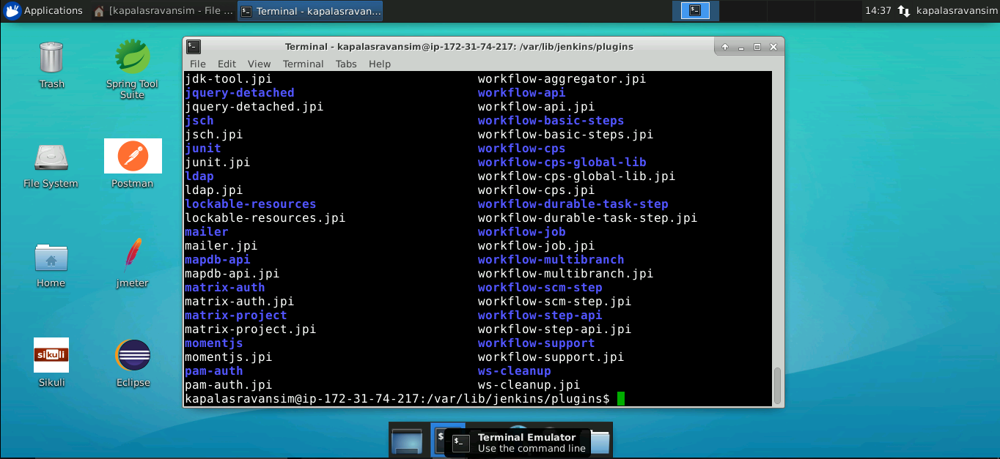 Applications
[kapalasravansim - File ...
Terminal - kapalasravan...
14:37
kapalasravansim
Trash
Spring Tool
Suite
File System
Postman
Home
jmeter
sikuli
Sikuli
Eclipse
Terminal - kapalasravansim@ip-172-31-74-217: /var/lib/jenkins/plugins
File Edit View Terminal Tabs Help
jdk-tool.jpi workflow-aggregator.jpi
jquery-detached workflow-api
jquery-detached.jpi workflow-api.jpi
jsch workflow-basic-steps
jsch.jpi workflow-basic-steps.jpi
junit workflow-cps
junit.jpi workflow-cps-global-lib
ldap workflow-cps-global-lib.jpi
ldap.jpi workflow-cps.jpi
lockable-resources workflow-durable-task-step
lockable-resources.jpi workflow-durable-task-step.jpi
mailer workflow-job
mailer.jpi workflow-job.jpi
mapdb-api workflow-multibranch
mapdb-api.jpi workflow-multibranch.jpi
matrix-auth workflow-scm-step
matrix-auth.jpi workflow-scm-step.jpi
matrix-project workflow-step-api
matrix-project.jpi workflow-step-api.jpi
momentjs workflow-support
momentjs.jpi workflow-support.jpi
pam-auth ws-cleanup
pam-auth.jpi ws-cleanup.jpi
kapalasravansim@ip-172-31-74-217:/var/lib/jenkins/plugins$
Terminal Emulator
Use the command line